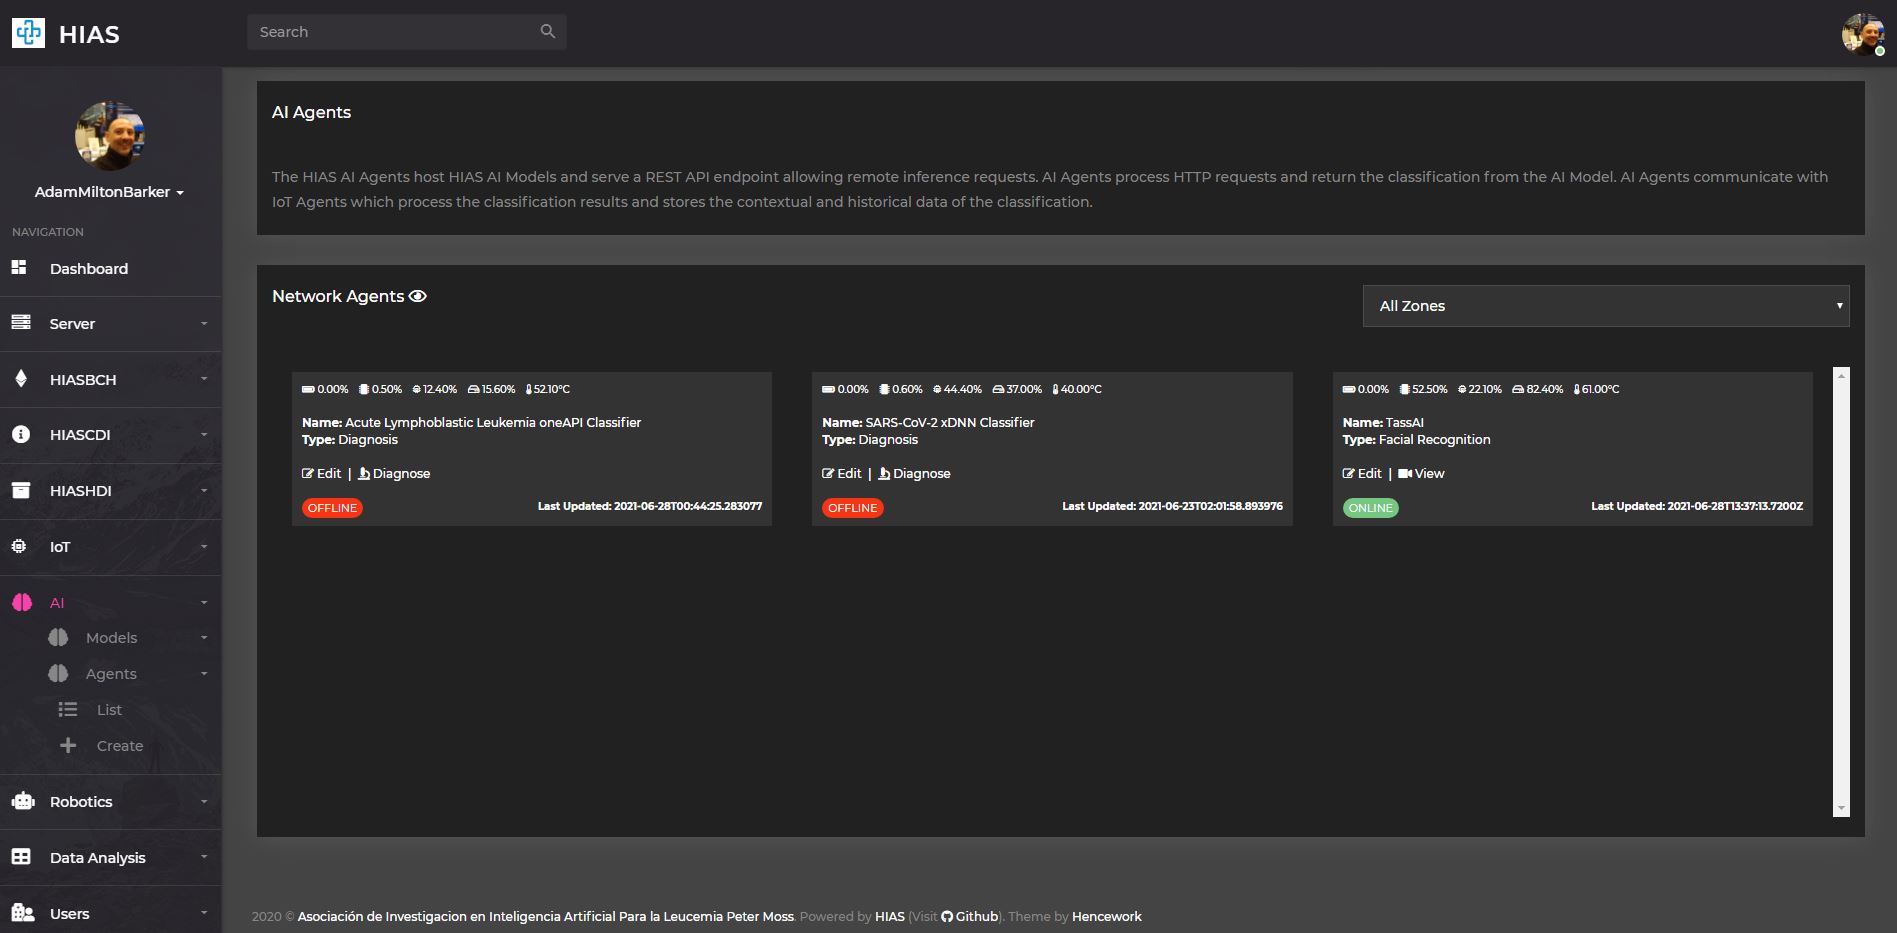 HIAS
Search
AdamMiltonBarker
NAVIGATION
Dashboard
Server
HIASBCH
HIASCDI
HIASHDI
IoT
AI
Models
Agents
List
Create
Robotics
Data Analysis
Users
AI Agents
The HIAS AI Agents host HIAS AI Models and serve a REST API endpoint allowing remote inference requests. AI Agents process HTTP requests and return the classification from the AI Model. AI Agents communicate with
IoT Agents which process the classification results and stores the contextual and historical data of the classification.
Network Agents
All Zones
0.00% 0.50% 12.40% 15.60% 52.10°C
Name: Acute Lymphoblastic Leukemia oneAPI Classifier
Type: Diagnosis
Edit | Diagnose
OFFLINE Last Updated: 2021-06-28T00:44:25.283077
0.00% 0.60% 44.40% 37.00% 40.00°C
Name: SARS-CoV-2 xDNN Classifier
Type: Diagnosis
Edit | Diagnose
OFFLINE Last Updated: 2021-06-23T02:01:58.893976
0.00% 52.50% 22.10% 82.40% 61.00°C
Name: TassAI
Type: Facial Recognition
Edit | View
ONLINE Last Updated: 2021-06-28T13:37:13.7200Z
2020 © Asociación de Investigacion en Inteligencia Artificial Para la Leucemia Peter Moss. Powered by HIAS (Visit Github). Theme by Hencework